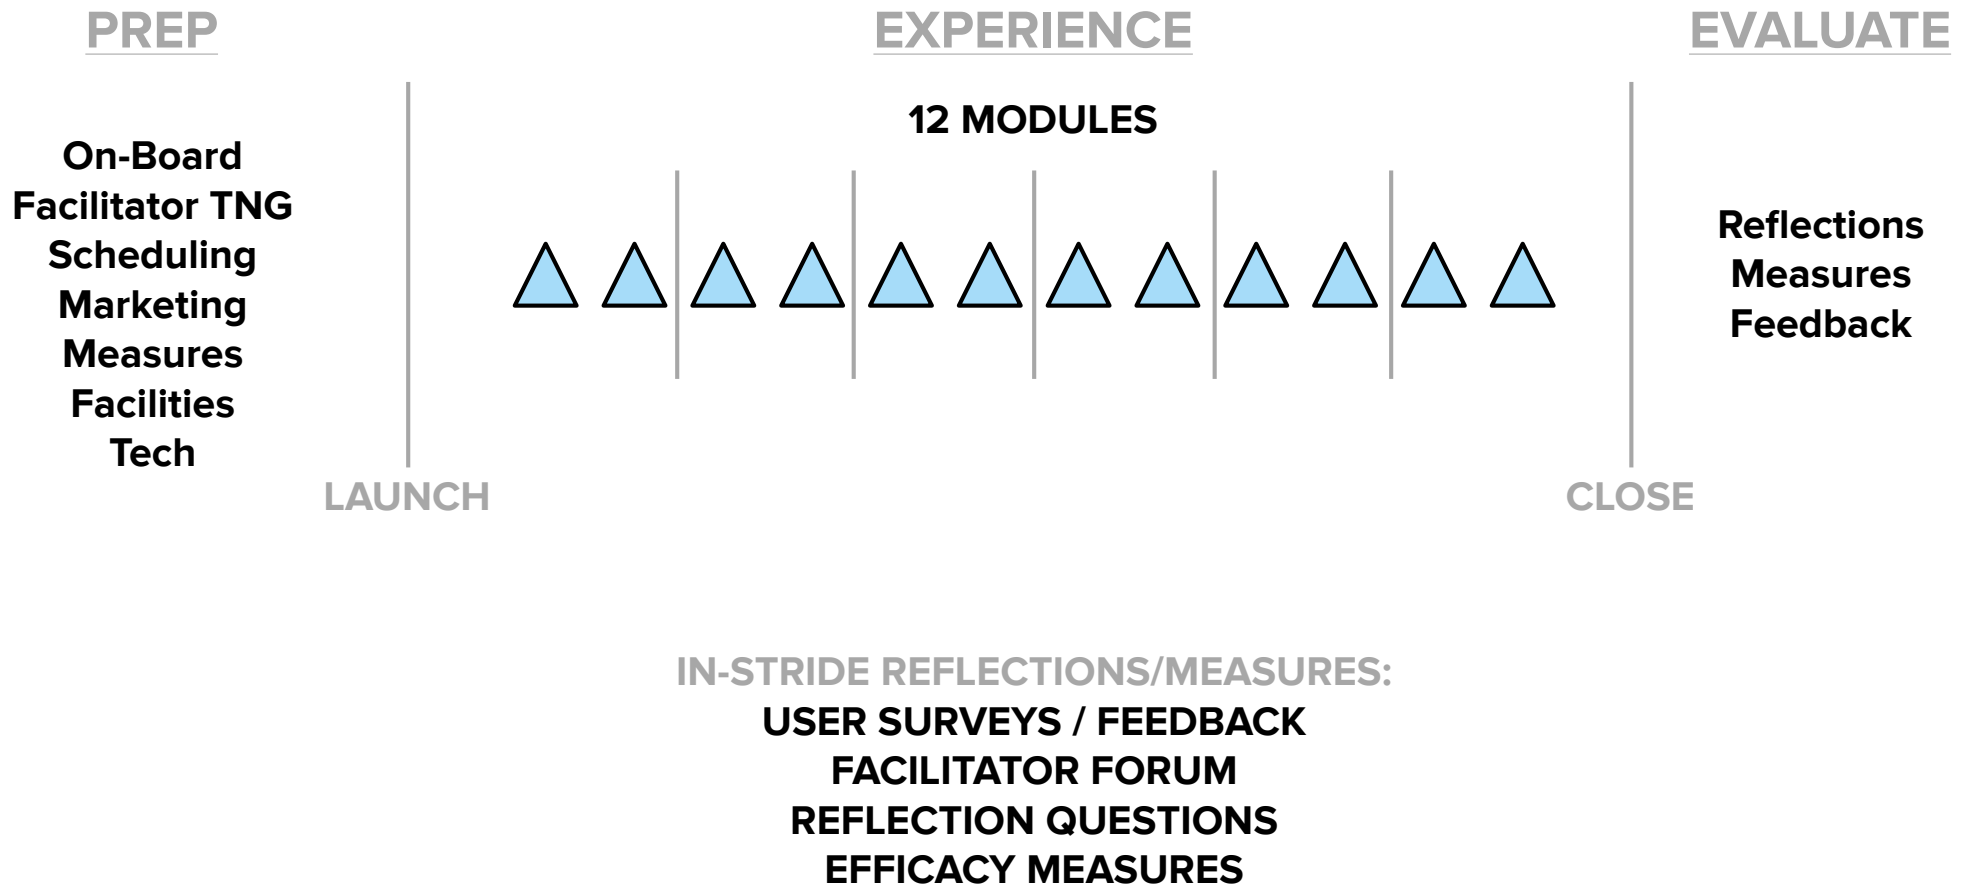 PREP
EXPERIENCE
EVALUATE
12 MODULES
On-Board
Facilitator TNG
Scheduling
Marketing
Measures
Facilities
Tech
Reflections
Measures
Feedback
LAUNCH
CLOSE
IN-STRIDE REFLECTIONS/MEASURES:
USER SURVEYS / FEEDBACK
FACILITATOR FORUM
REFLECTION QUESTIONS
EFFICACY MEASURES